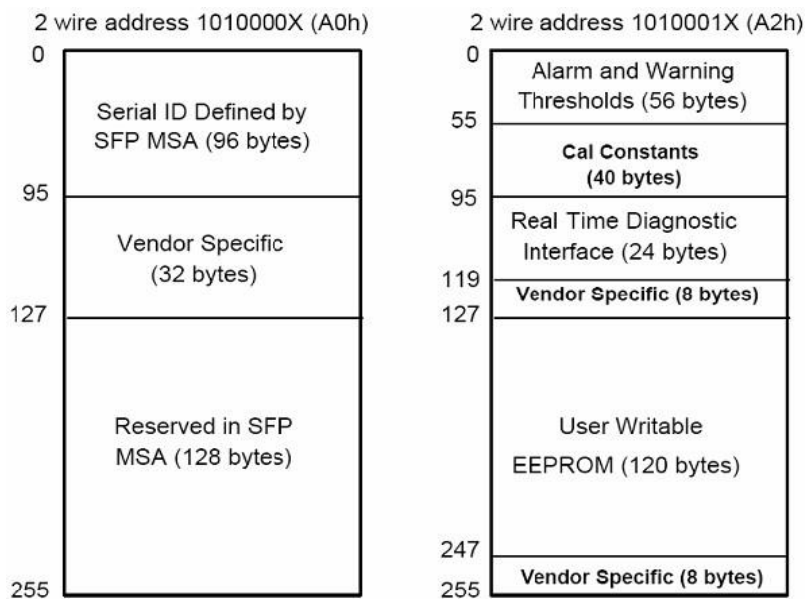 2 wire address 1010000X (A0h)
0
Serial ID Defined by
SFP MSA (96 bytes)
95
Vendor Specific
(32 bytes)
127
Reserved in SFP
MSA (128 bytes)
255
2 wire address 1010001X (A2h)
0
Alarm and Warning
Thresholds (56 bytes)
55
Cal Constants
(40 bytes)
95
Real Time Diagnostic
Interface (24 bytes)
119
Vendor Specific (8 bytes)
127
User Writable
EEPROM (120 bytes)
247
Vendor Specific (8 bytes)
255